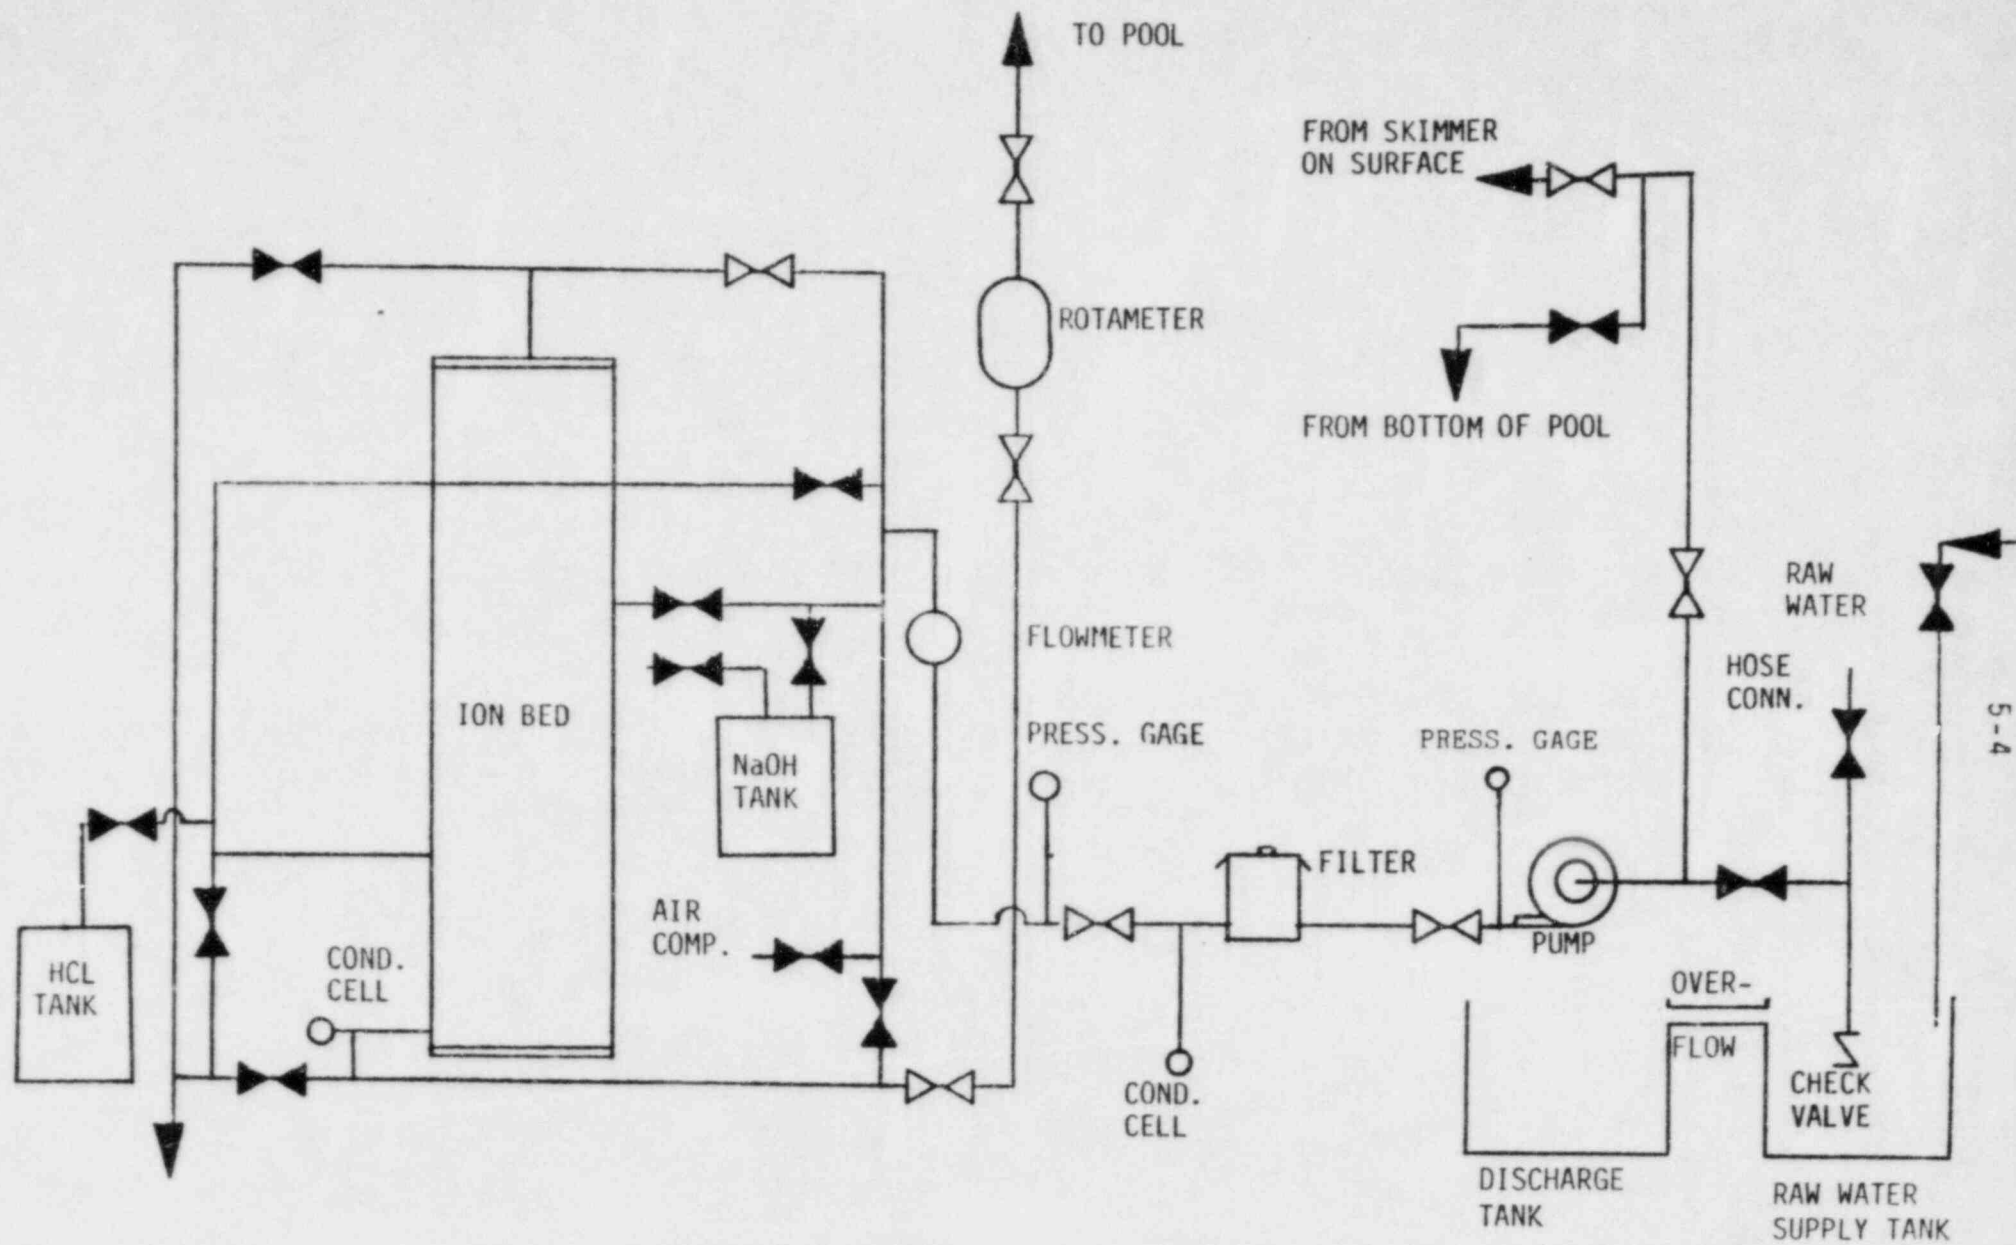 TO POOL
FROM SKIMMER
ON SURFACE
ROTAMETER
FROM BOTTOM OF POOL
RAW
WATER
FLOWMETER
HOSE
CONN.
ION BED
PRESS. GAGE
PRESS. GAGE
5-4
NaOH
TANK
FILTER
AIR
COMP.
PUMP
COND.
CELL
HCL
TANK
OVER-
FLOW
COND.
CELL
CHECK
VALVE
DISCHARGE
TANK
RAW WATER
SUPPLY TANK